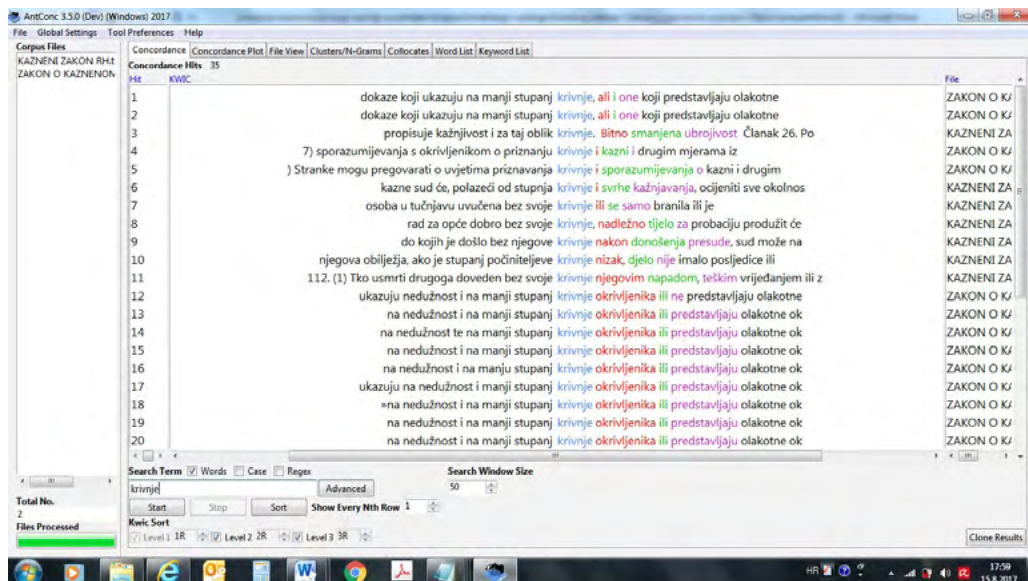 AntConc 3.5.0 (Dev) (Windows) 2017
File Global Settings Tool Preferences Help
Corpus Files
KAZNENI ZAKON RH.t
ZAKON O KAZNENON
Concordance Concordance Plot File View Clusters/N-Grams Collocates Word List Keyword List
Concordance Hits 35
Hit KWIC File
1 dokaze koji ukazuju na manji stupanj krivnje, ali i one koji predstavljaju olakotne ZAKON O KA
2 dokaze koji ukazuju na manji stupanj krivnje, ali i one koji predstavljaju olakotne ZAKON O KA
3 propisuje kažnjivost i za taj oblik krivnje. Bitno smanjena ubrojivost Članak 26. Po KAZNENI ZA
4 7) sporazumijevanja s okrivljenikom o priznanju krivnje i kazni i drugim mjerama iz ZAKON O KA
5 ) Stranke mogu pregovarati o uvjetima priznavanja krivnje i sporazumijevanja o kazni i drugim ZAKON O KA
6 kazne sud će, polazeći od stupnja krivnje i svrhe kažnjavanja, ocijeniti sve okolnos KAZNENI ZA
7 osoba u tučnjavu uvučena bez svoje krivnje ili se samo branila ili je KAZNENI ZA
8 rad za opće dobro bez svoje krivnje, nadležno tijelo za probaciju produžit će KAZNENI ZA
9 do kojih je došlo bez njegove krivnje nakon donošenja presude, sud može na KAZNENI ZA
10 njegova obilježja, ako je stupanj počiniteljeve krivnje nizak, djelo nije imalo posljedice ili KAZNENI ZA
11 112. (1) Tko usmrti drugoga doveden bez svoje krivnje njegovim napadom, teškim vrijeđanjem ili z KAZNENI ZA
12 ukazuju nedužnost i na manji stupanj krivnje okrivljenika ili ne predstavljaju olakotne ZAKON O KA
13 na nedužnost i na manji stupanj krivnje okrivljenika ili predstavljaju olakotne ok ZAKON O KA
14 na nedužnost te na manji stupanj krivnje okrivljenika ili predstavljaju olakotne ok ZAKON O KA
15 na nedužnost i na manji stupanj krivnje okrivljenika ili predstavljaju olakotne ok ZAKON O KA
16 na nedužnost i na manju stupanj krivnje okrivljenika ili predstavljaju olakotne ok ZAKON O KA
17 ukazuju na nedužnost i manji stupanj krivnje okrivljenika ili predstavljaju olakotne ok ZAKON O KA
18 »na nedužnost i na manji stupanj krivnje okrivljenika ili predstavljaju olakotne ok ZAKON O KA
19 na nedužnost i na manji stupanj krivnje okrivljenika ili predstavljaju olakotne ok ZAKON O KA
20 na nedužnost i na manji stupanj krivnje okrivljenika ili predstavljaju olakotne ok ZAKON O KA
Search Term Words Case Regex Search Window Size
krivnje Advanced 50
Total No.
2
Start Stop Sort Show Every Nth Row 1
Files Processed
Kwic Sort
Level 1 1R Level 2 2R Level 3 3R Clone Results
HR 17:59
15.8.2017